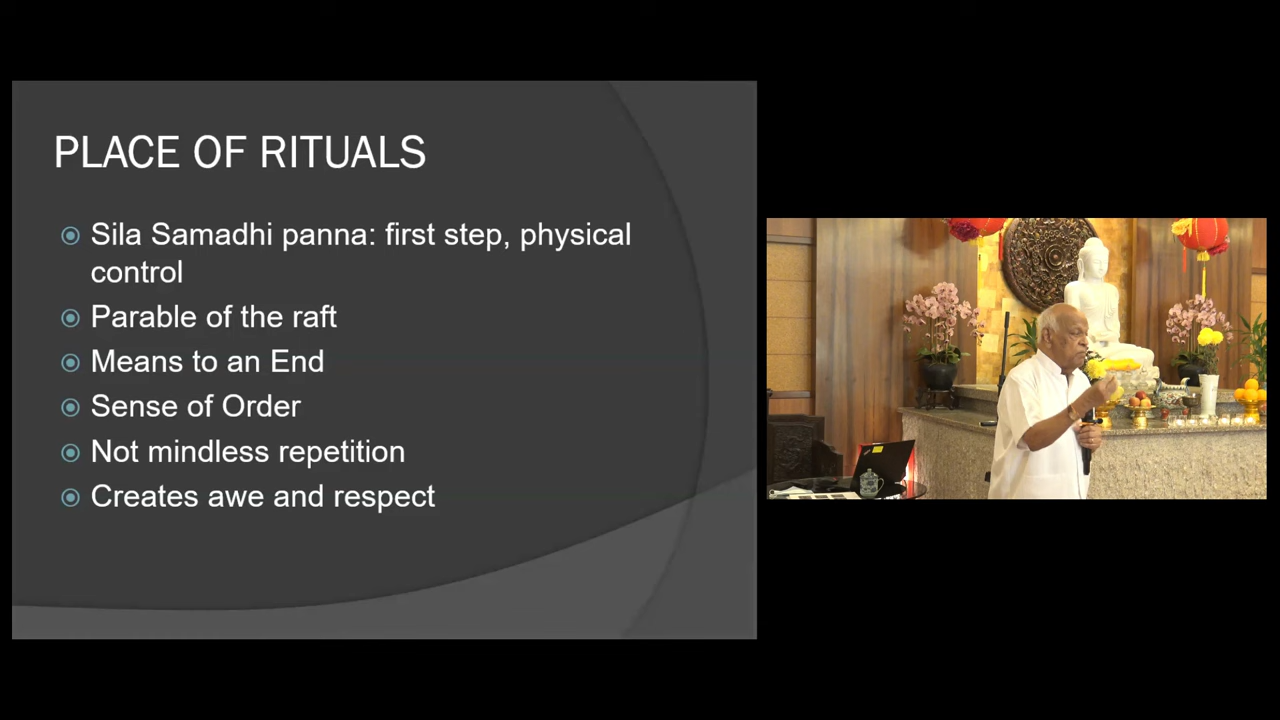 PLACE OF RITUALS
Sila Samadhi panna: first step, physical
control
Parable of the raft
Means to an End
Sense of Order
Not mindless repetition
Creates awe and respect